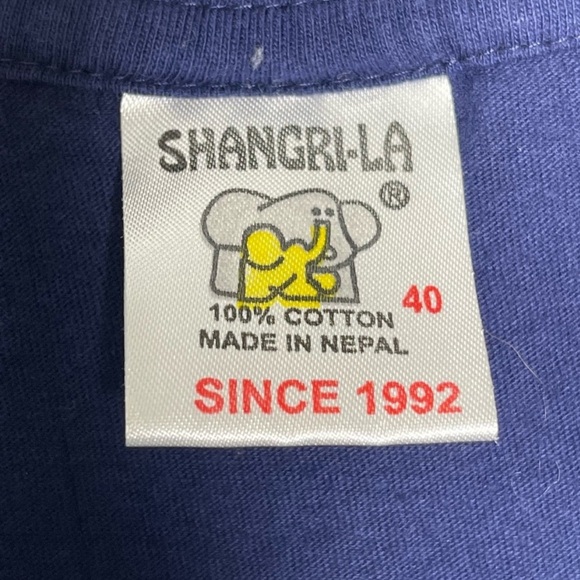 SHANGRI-LA
®
100% COTTON 40
MADE IN NEPAL
SINCE 1992